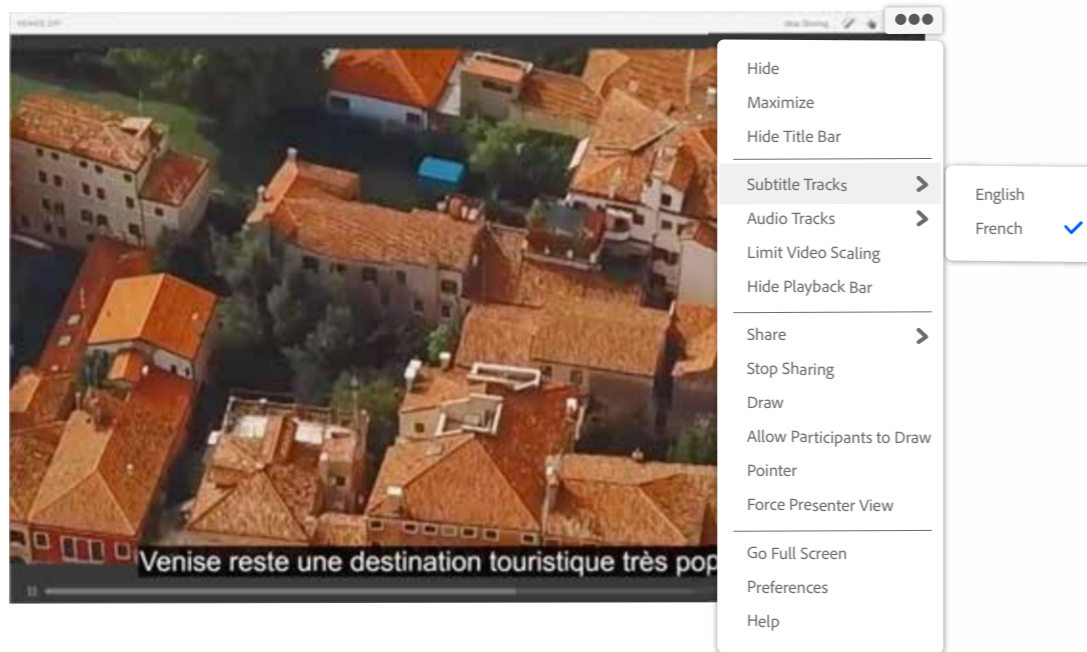 Stop Sharing
Hide
Maximize
Hide Title Bar
Subtitle Tracks
Audio Tracks
Limit Video Scaling
Hide Playback Bar
Share
Stop Sharing
Draw
Allow Participants to Draw
Pointer
Force Presenter View
Go Full Screen
Preferences
Help
English
French
Venise reste une destination touristique très pop